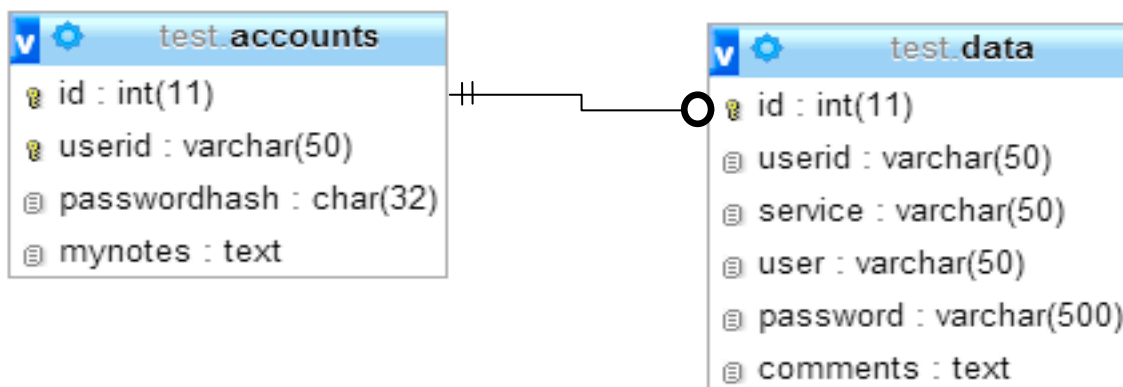 v test.accounts
id : int(11)
userid : varchar(50)
passwordhash : char(32)
mynotes : text
v test.data
id : int(11)
userid : varchar(50)
service : varchar(50)
user : varchar(50)
password : varchar(500)
comments : text